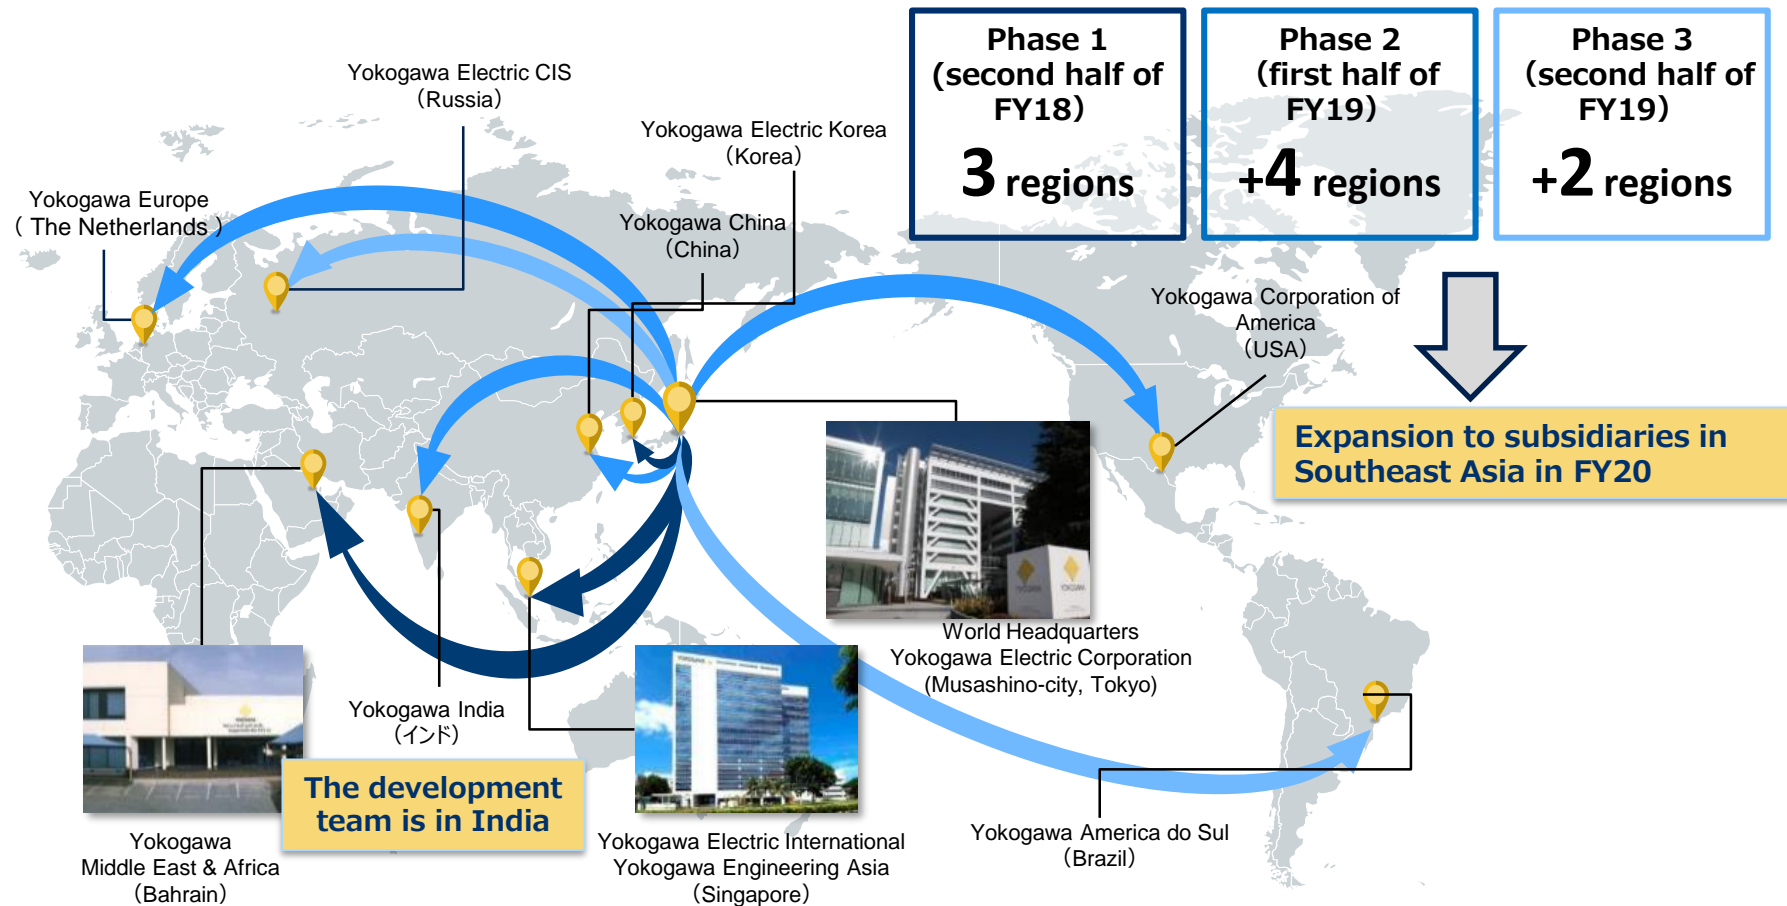 Phase 1
(second half of
FY18)
3 regions
Phase 2
(first half of
FY19)
+4 regions
Phase 3
(second half of
FY19)
+2 regions
Yokogawa Electric CIS
(Russia)
Yokogawa Electric Korea
(Korea)
Yokogawa Europe
( The Netherlands )
Yokogawa China
(China)
Yokogawa Corporation of
America
(USA)
Expansion to subsidiaries in
Southeast Asia in FY20
World Headquarters
Yokogawa Electric Corporation
(Musashino-city, Tokyo)
Yokogawa India
(インド)
The development
team is in India
Yokogawa
Middle East & Africa
(Bahrain)
Yokogawa Electric International
Yokogawa Engineering Asia
(Singapore)
Yokogawa America do Sul
(Brazil)